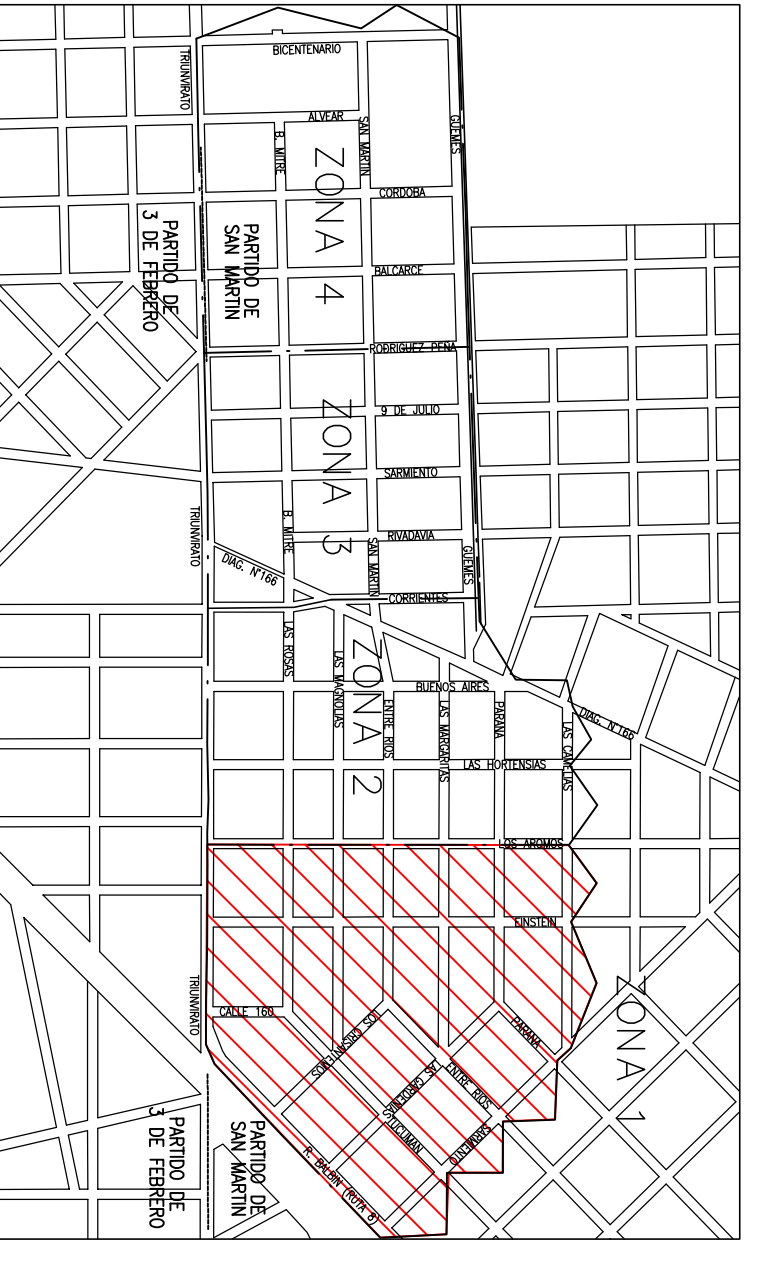 BICENTENARIO
TRIUNVIRATO
ALVEAR
SAN MARTIN
GUEMES
B. MITRE
ZONA 4
CORDOBA
PARTIDO DE
3 DE FEBRERO
PARTIDO DE
SAN MARTIN
BALCARCE
RODRIGUEZ PEÑA
9 DE JULIO
ZONA 3
SARMIENTO
TRIUNVIRATO
B. MITRE
SAN MARTIN
RIVADAVIA
GUEMES
DIAG. N°166
CORRIENTES
LAS ROSAS
LAS MAGNOLIAS
ZONA 2
BUENOS AIRES
ENTRE RIOS
LAS MARGARITAS
PARANA
LAS CAMELIAS
DIAG. N°166
LAS HORTENSIAS
LOS AROMOS
EINSTEIN
ZONA 1
TRIUNVIRATO
CALLE 160
LOS CRISANTEMOS
PARANA
LAS GARDENIAS
ENTRE RIOS
TUCUMAN
SARMIENTO
R. BALBIN (RUTA 8)
PARTIDO DE
3 DE FEBRERO
PARTIDO DE
SAN MARTIN